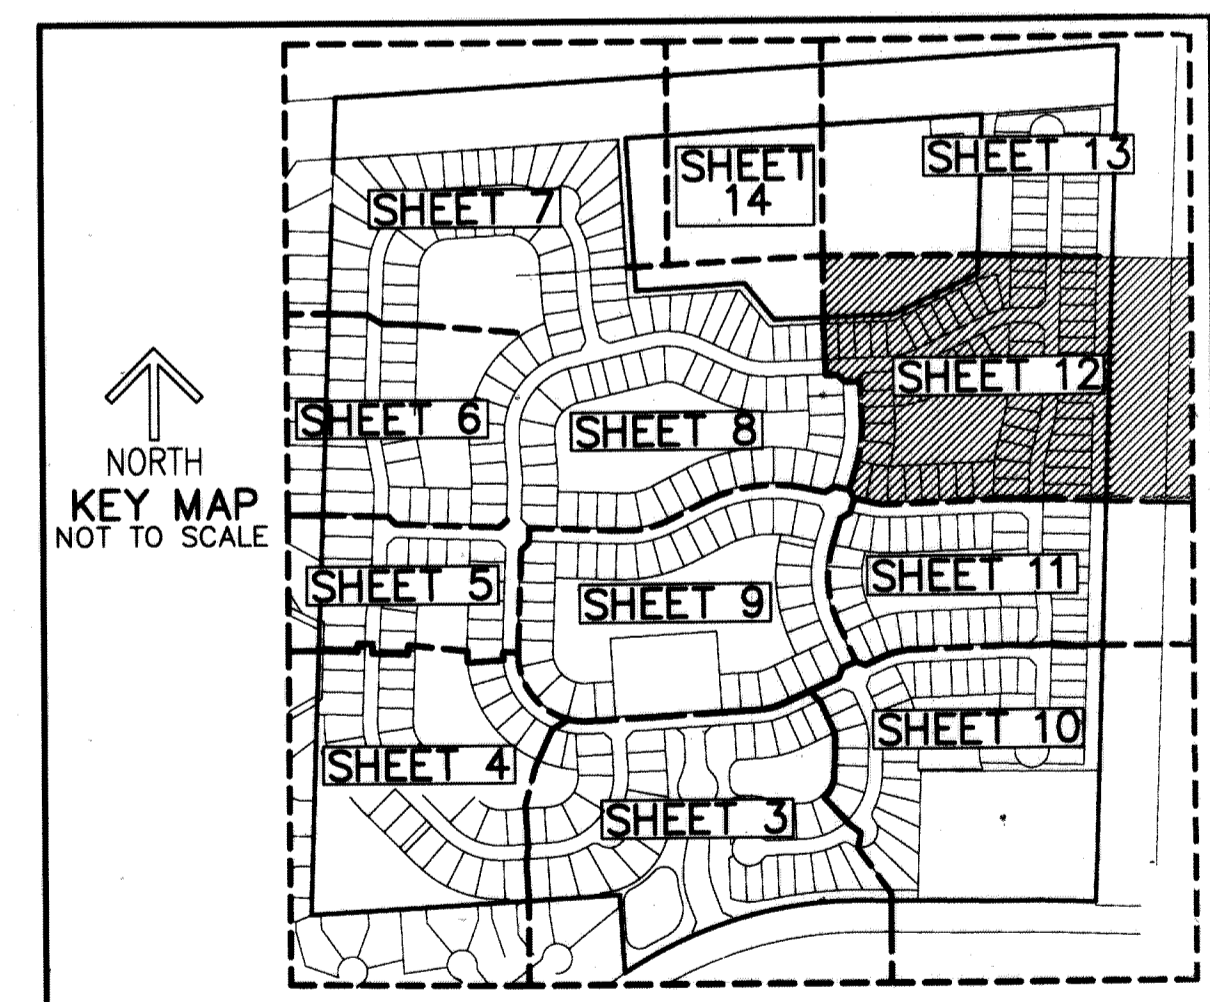 SHEET 13
SHEET
14
SHEET 7
SHEET 12
SHEET 6
SHEET 8
NORTH
KEY MAP
NOT TO SCALE
SHEET 5
SHEET 11
SHEET 9
SHEET 10
SHEET 4
SHEET 3